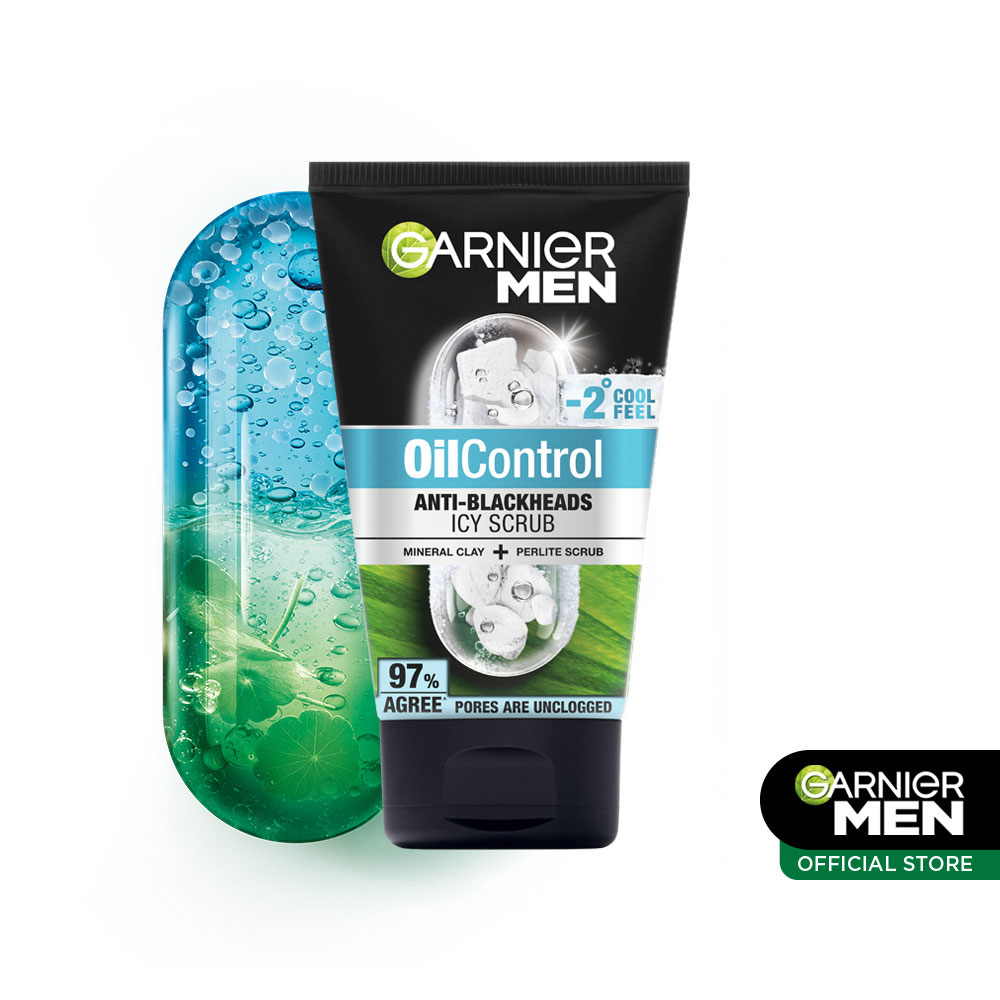 GARNIER
MEN
-2° COOL
FEEL
OilControl
ANTI-BLACKHEADS
ICY SCRUB
MINERAL CLAY + PERLITE SCRUB
97%
AGREE^ PORES ARE UNCLOGGED
GARNIER
MEN
OFFICIAL STORE